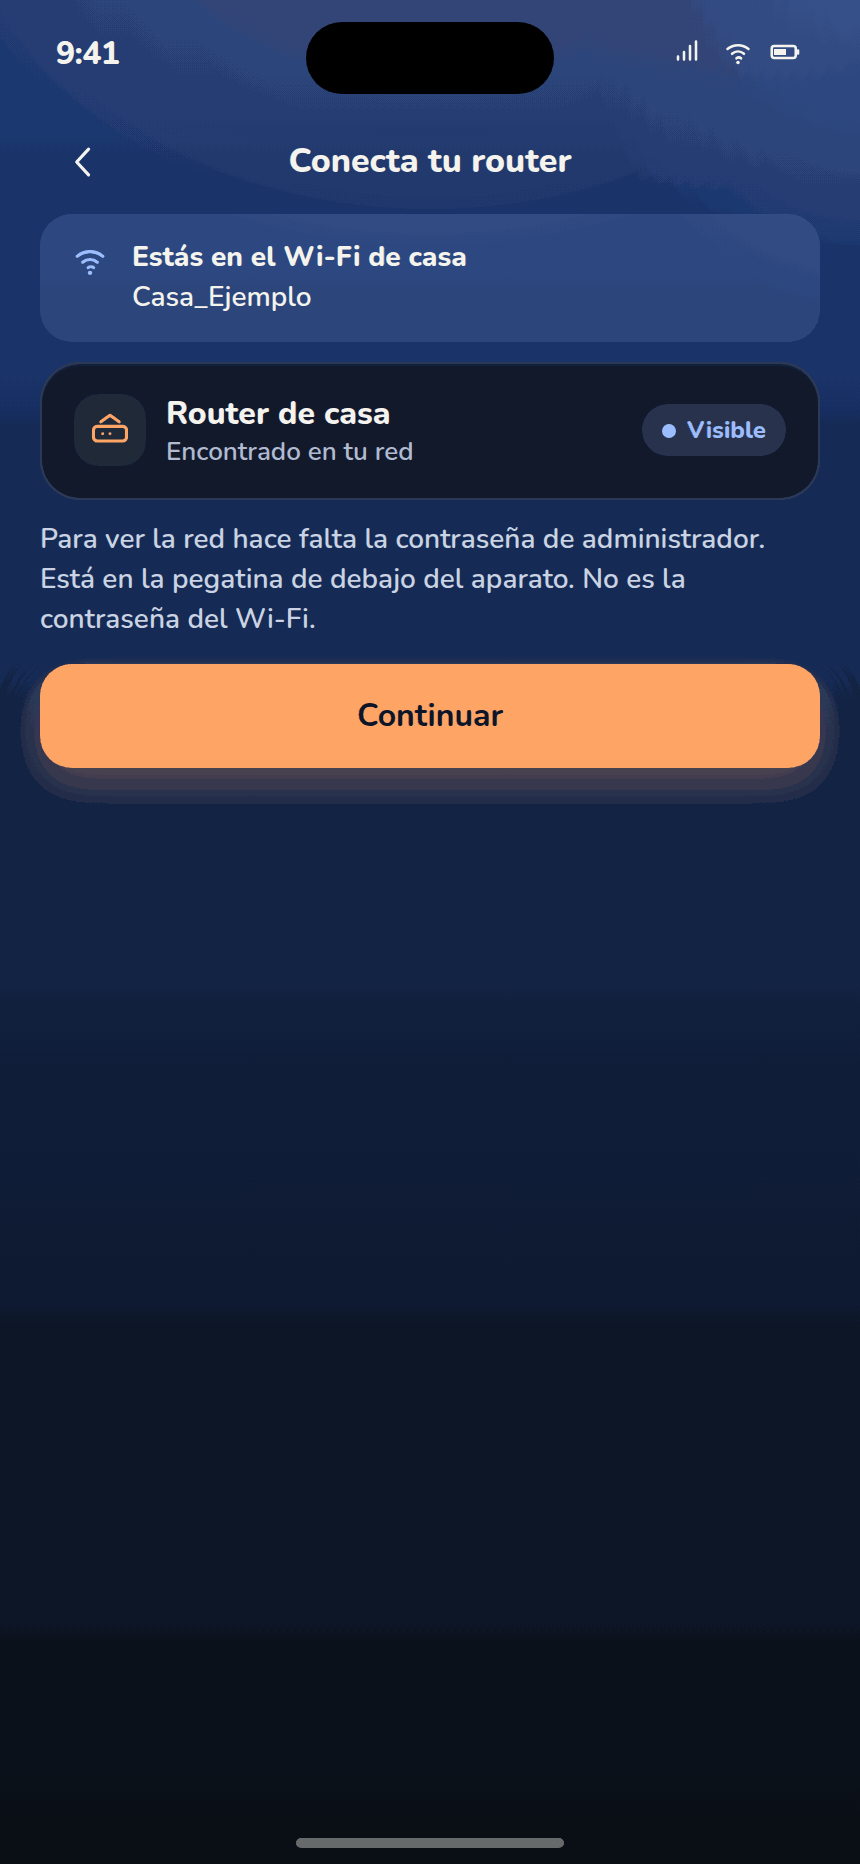 9:41
Conecta tu router
Estás en el Wi-Fi de casa
Casa_Ejemplo
Router de casa
Encontrado en tu red
Visible
Para ver la red hace falta la contraseña de administrador.
Está en la pegatina de debajo del aparato. No es la
contraseña del Wi-Fi.
Continuar